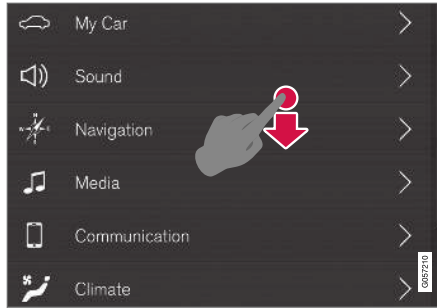 My Car
Sound
Navigation
Media
Communication
Climate
G057210